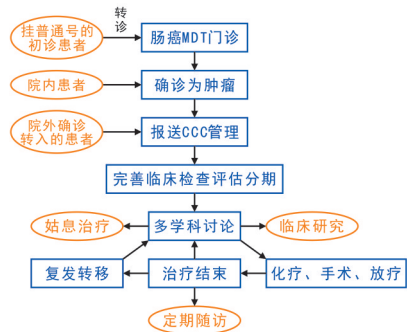 挂普通号的
初诊患者
转
诊
肠癌MDT门诊
院内患者
确诊为肿瘤
院外确诊
转入的患者
报送CCC管理
完善临床检查评估分期
姑息治疗
多学科讨论
临床研究
复发转移
治疗结束
化疗、手术、放疗
定期随访